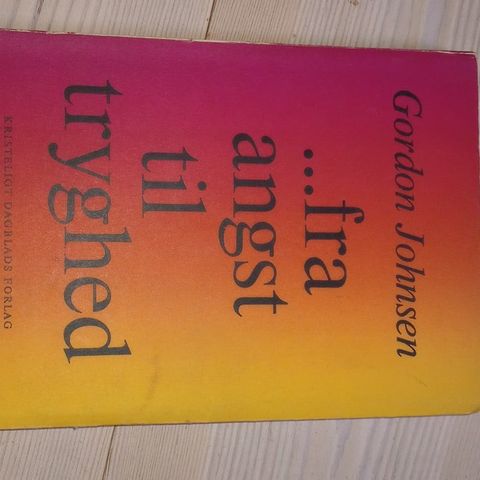 Gordon Johnsen
...fra
angst
til
tryghed
KRISTELIGT DAGBLADS FORLAG